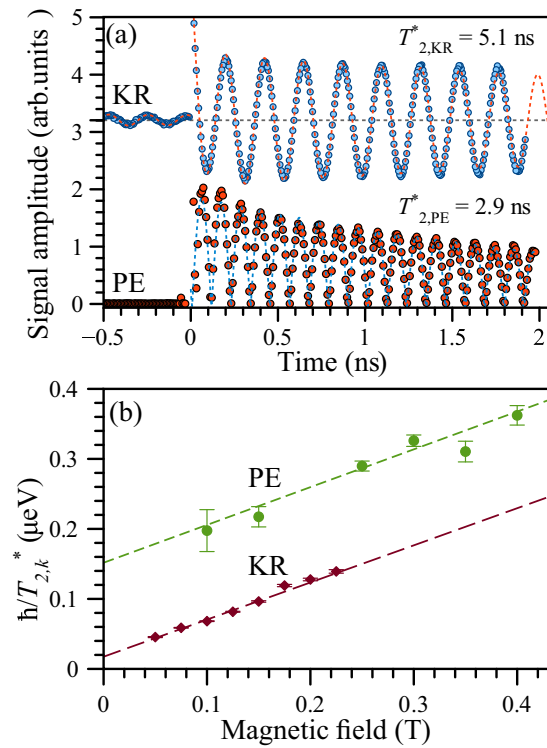 (a)
T*2,KR = 5.1 ns
KR
T*2,PE = 2.9 ns
PE
Signal amplitude (arb.units)
5
4
3
2
1
0
−0.5 0 0.5 1 1.5 2
Time (ns)
(b)
PE
KR
ħ/T2,k* (μeV)
0.4
0.3
0.2
0.1
0
0 0.1 0.2 0.3 0.4
Magnetic field (T)